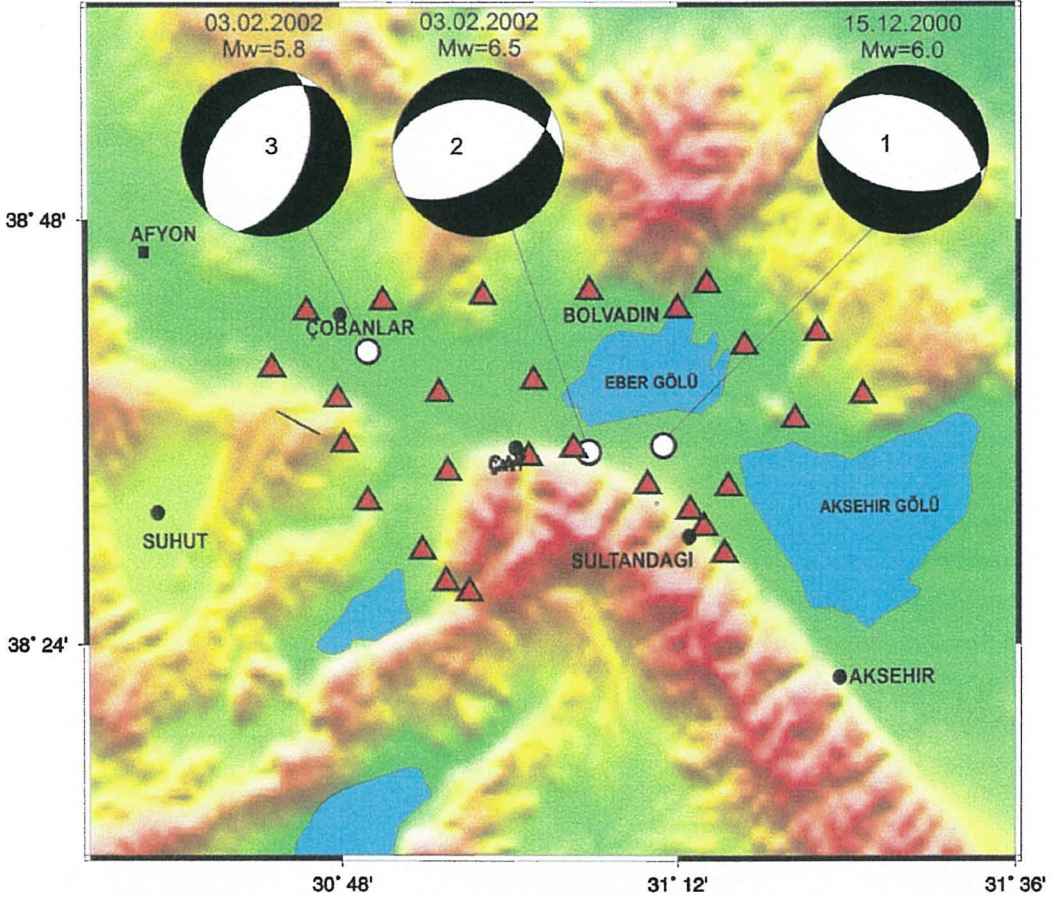 03.02.2002
Mw=5.8
03.02.2002
Mw=6.5
15.12.2000
Mw=6.0
3
2
1
38° 48'
AFYON
ÇOBANLAR
BOLVADIN
EBER GÖLÜ
AKSEHIR GÖLÜ
SUHUT
SULTANDAGI
38° 24'
AKSEHIR
30° 48'
31° 12'
31° 36'